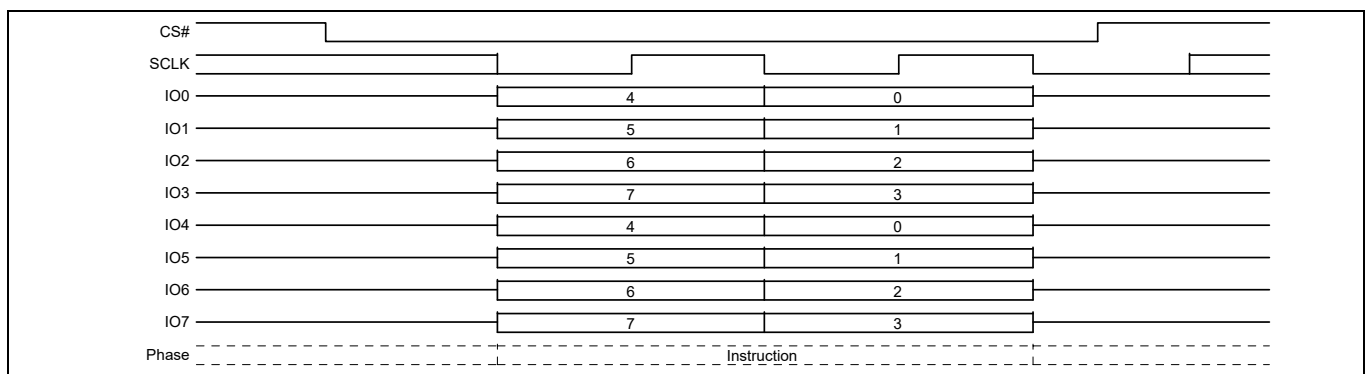 CS#
SCLK
IO0 4 0
IO1 5 1
IO2 6 2
IO3 7 3
IO4 4 0
IO5 5 1
IO6 6 2
IO7 7 3
Phase Instruction